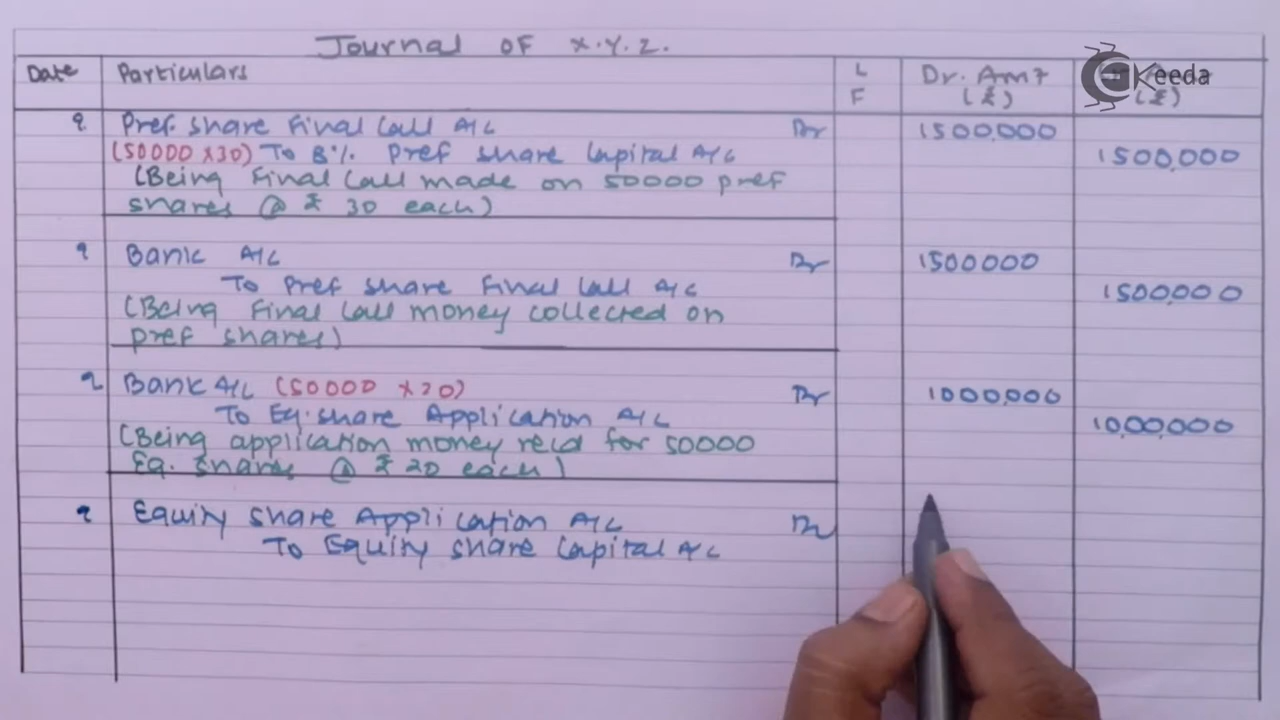 Journal OF X.Y.Z.
Date Particulars L F Dr. Amt (₹) (₹)
EKeeda
Pref. share Final Call A/c Dr 1500,000
(50000 x 30) To 8% Pref share Capital A/c 1500,000
(Being Final Call made on 50000 pref
shares @ ₹ 30 each)
Bank A/c Dr 1500000
To Pref share Final Call A/c 1500,000
(Being Final Call money collected on
pref shares)
Bank A/c (50000 x 20) Dr 1000,000
To Eq. share Application A/c 10,00,000
(Being application money recd for 50000
Eq. shares @ ₹ 20 each)
Equity share Application A/c Dr
To Equity share Capital A/c